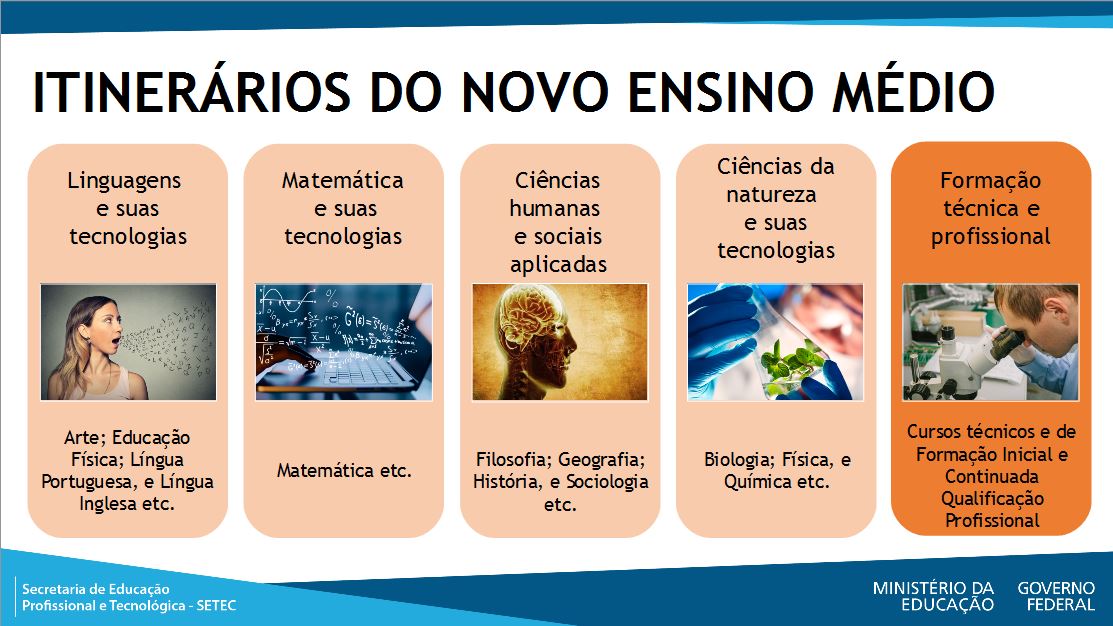 ITINERÁRIOS DO NOVO ENSINO MÉDIO
Linguagens
e suas
tecnologias
Arte; Educação
Física; Língua
Portuguesa, e Língua
Inglesa etc.
Matemática
e suas
tecnologias
Matemática etc.
Ciências
humanas
e sociais
aplicadas
Filosofia; Geografia;
História, e Sociologia
etc.
Ciências da
natureza
e suas
tecnologias
Biologia; Física, e
Química etc.
Formação
técnica e
profissional
Cursos técnicos e de
Formação Inicial e
Continuada
Qualificação
Profissional
Secretaria de Educação
Profissional e Tecnológica - SETEC
MINISTÉRIO DA
EDUCAÇÃO
GOVERNO
FEDERAL